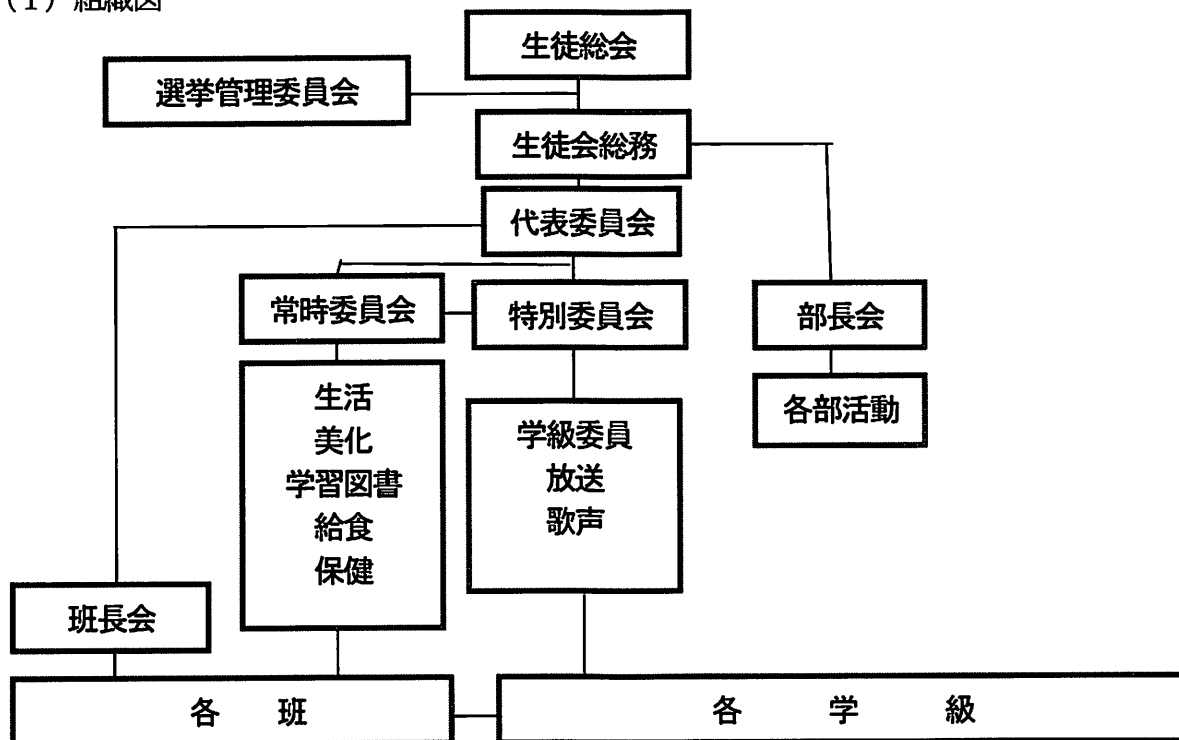 (1) 組織図
生徒総会
選挙管理委員会
生徒会総務
代表委員会
常時委員会
特別委員会
部長会
生活
美化
学習図書
給食
保健
学級委員
放送
歌声
各部活動
班長会
各 班
各 学 級